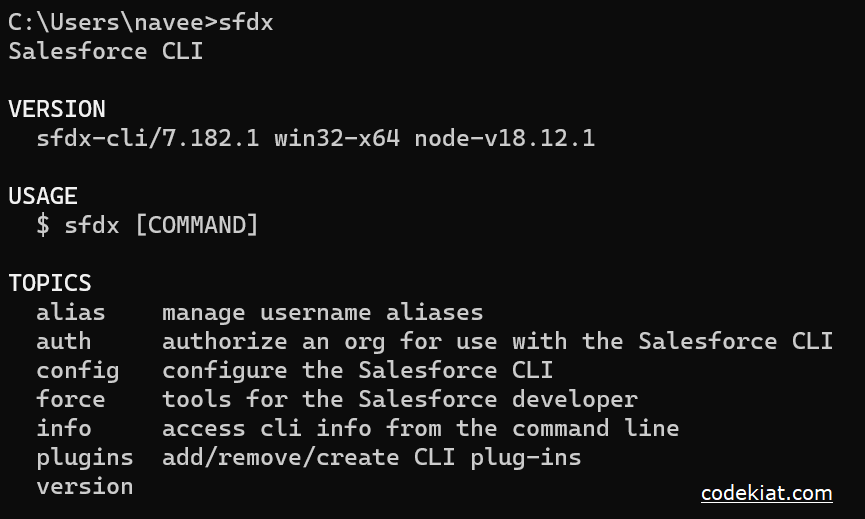 C:\Users\navee>sfdx
Salesforce CLI
VERSION
sfdx-cli/7.182.1 win32-x64 node-v18.12.1
USAGE
$ sfdx [COMMAND]
TOPICS
alias manage username aliases
auth authorize an org for use with the Salesforce CLI
config configure the Salesforce CLI
force tools for the Salesforce developer
info access cli info from the command line
plugins add/remove/create CLI plug-ins
version
codekiat.com